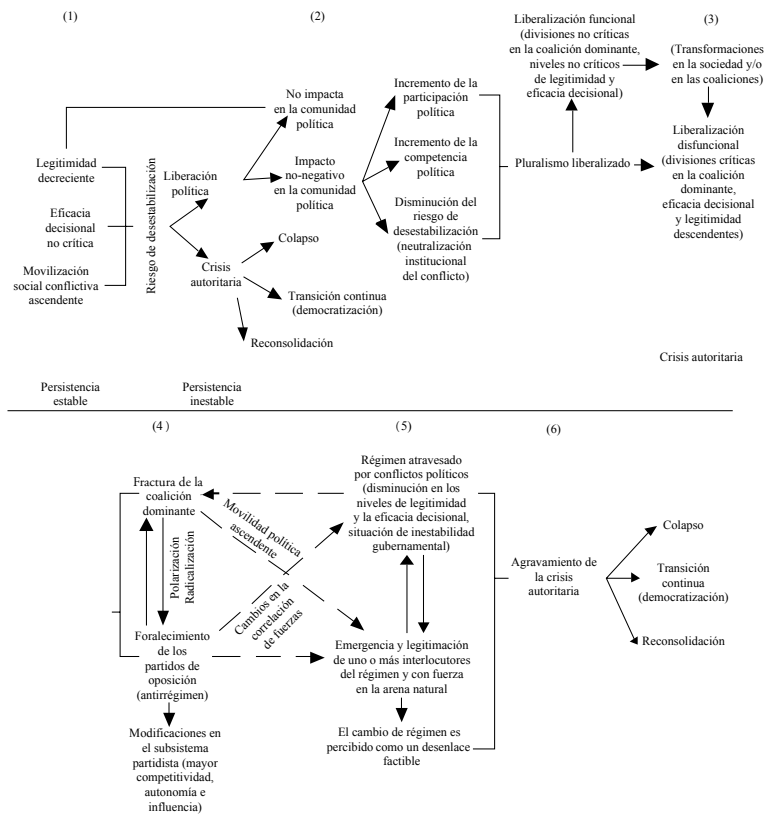 (1)
(2)
(3)
Liberalización funcional
(divisiones no críticas
en la coalición dominante,
niveles no críticos
de legitimidad y
eficacia decisional)
(Transformaciones
en la sociedad y/o
en las coaliciones)
No impacta
en la comunidad
política
Incremento de la
participación
política
Legitimidad
decreciente
Eficacia
decisional
no crítica
Movilización
social conflictiva
ascendente
Riesgo de desestabilización
Liberación
política
Impacto
no-negativo
en la comunidad
política
Incremento de la
competencia
política
Disminución del
riesgo de
desestabilización
(neutralización
institucional
del conflicto)
Pluralismo liberalizado
Liberalización
disfuncional
(divisiones críticas
en la coalición
dominante,
eficacia decisional
y legitimidad
descendentes)
Crisis
autoritaria
Colapso
Transición continua
(democratización)
Reconsolidación
Crisis autoritaria
Persistencia
estable
Persistencia
inestable
(4)
(5)
(6)
Fractura de la
coalición
dominante
Polarización
Radicalización
Movilidad política
ascendente
Cambios en la
correlación
de fuerzas
Régimen atravesado
por conflictos políticos
(disminución en los
niveles de legitimidad
y la eficacia decisional,
situación de inestabilidad
gubernamental)
Foralecimiento
de los
partidos de
oposición
(antirrégimen)
Emergencia y legitimación
de uno o más interlocutores
del régimen y con fuerza
en la arena natural
Modificaciones en
el subsistema
partidista (mayor
competitividad,
autonomía e
influencia)
El cambio de régimen es
percibido como un desenlace
factible
Agravamiento de
la crisis
autoritaria
Colapso
Transición
continua
(democratización)
Reconsolidación